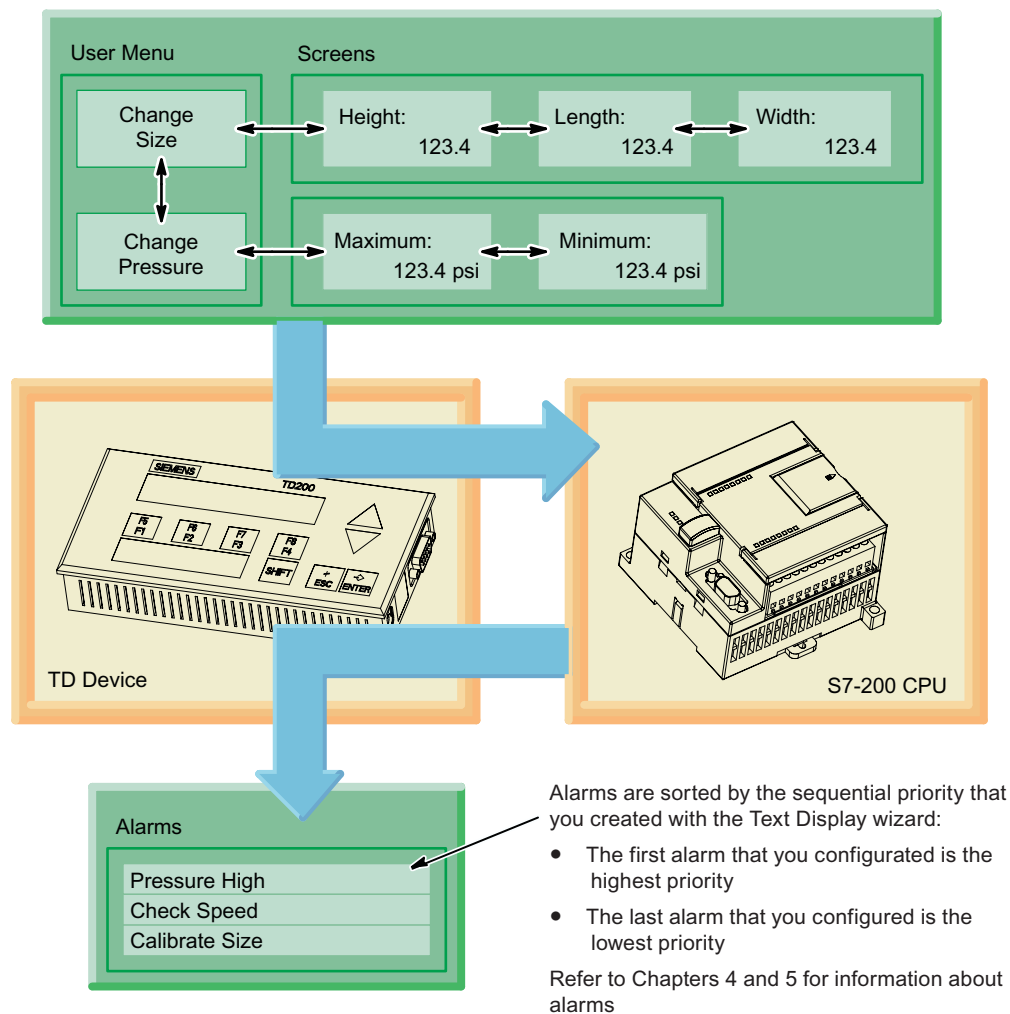 User Menu
Screens
Change
Size
Height:
123.4
Length:
123.4
Width:
123.4
Change
Pressure
Maximum:
123.4 psi
Minimum:
123.4 psi
SIEMENS
TD200
F5
F1
F6
F2
F7
F3
F8
F4
SHIFT
ESC
ENTER
TD Device
S7-200 CPU
Alarms
Pressure High
Check Speed
Calibrate Size
Alarms are sorted by the sequential priority that
you created with the Text Display wizard:
● The first alarm that you configurated is the
highest priority
● The last alarm that you configured is the
lowest priority
Refer to Chapters 4 and 5 for information about
alarms